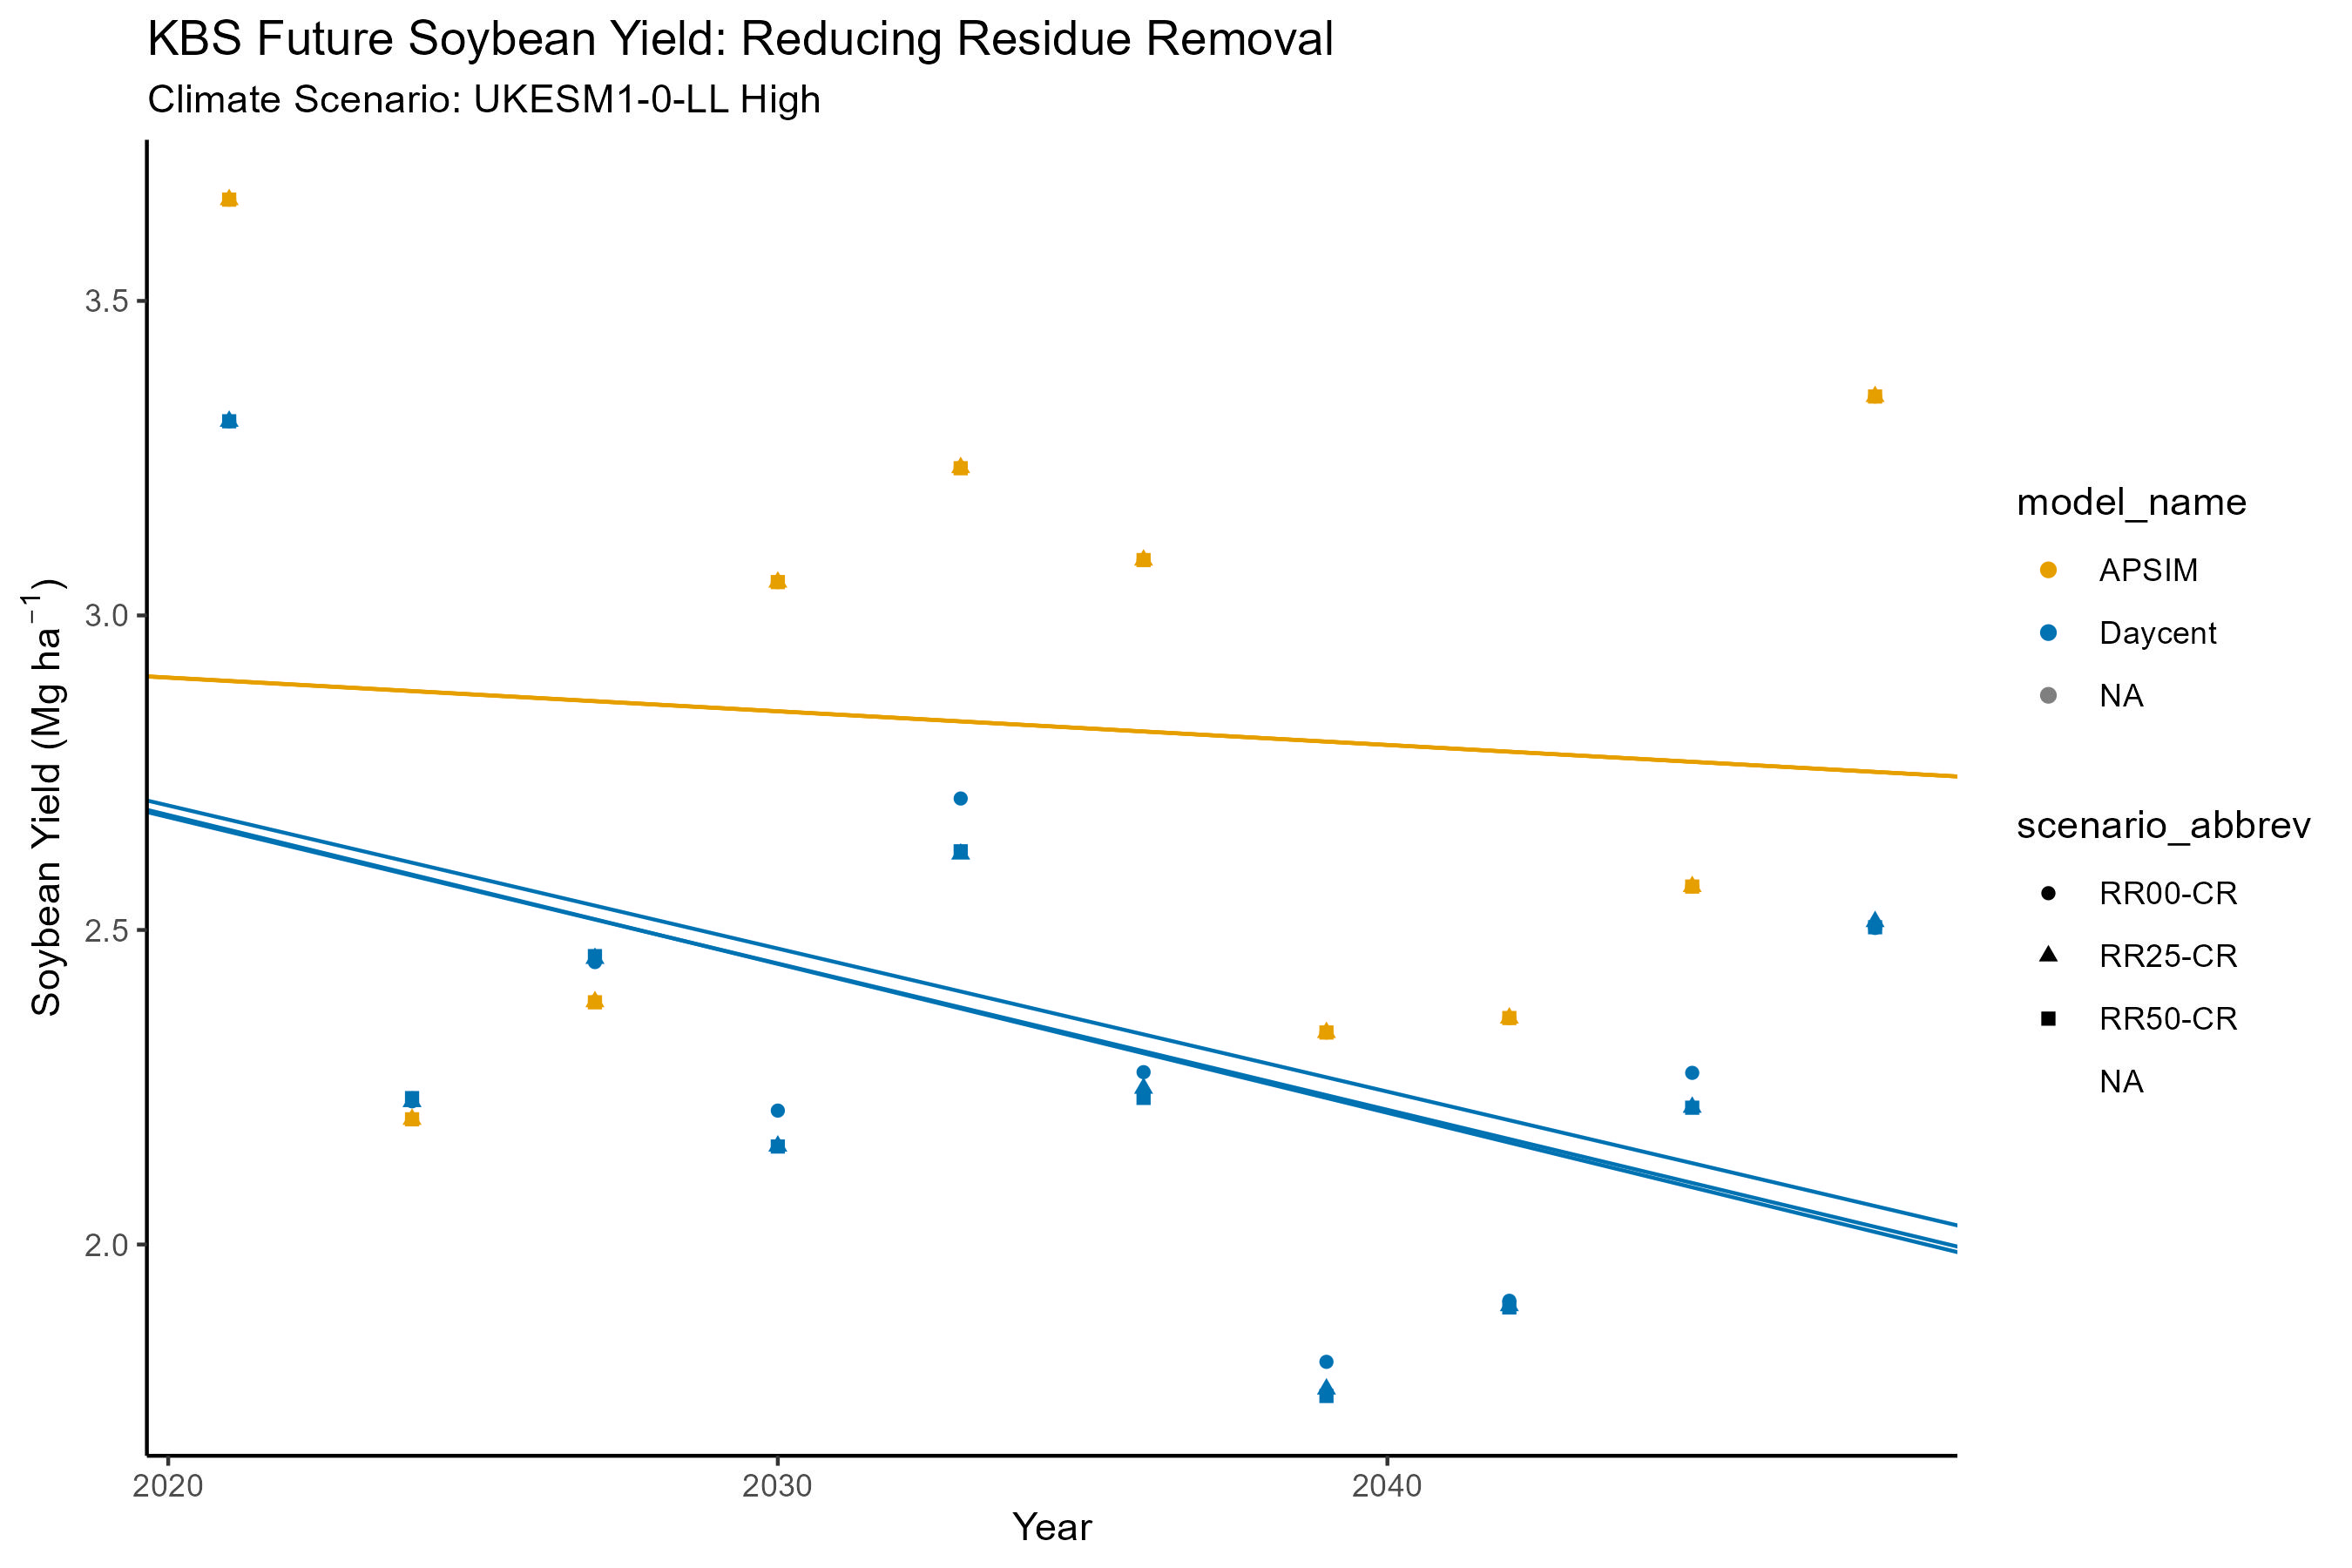 KBS Future Soybean Yield: Reducing Residue Removal
Climate Scenario: UKESM1-0-LL High
Soybean Yield (Mg ha⁻¹)
3.5
3.0
2.5
2.0
2020
2030
2040
Year
model_name
APSIM
Daycent
NA
scenario_abbrev
RR00-CR
RR25-CR
RR50-CR
NA